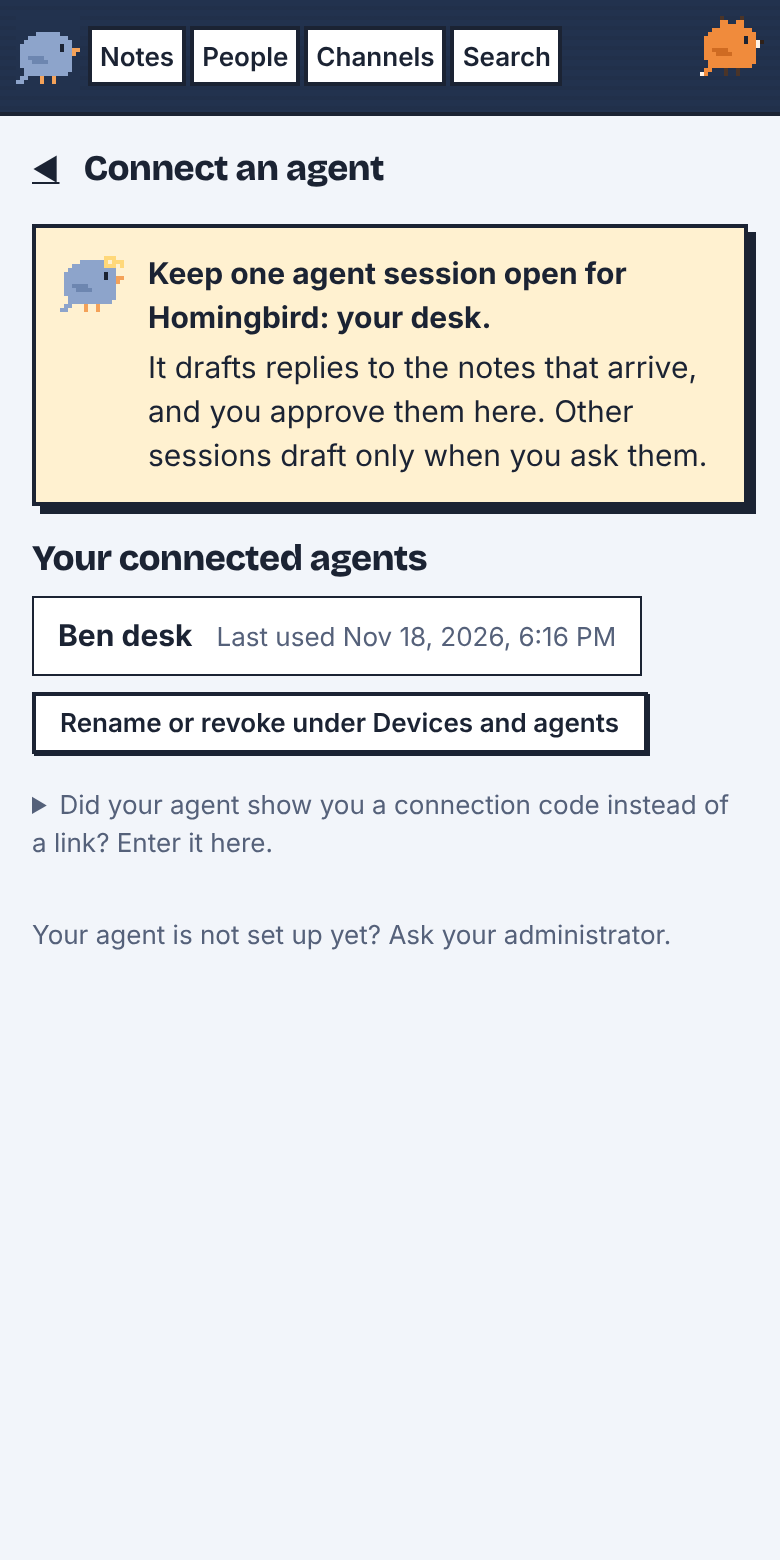 Notes People Channels Search
Connect an agent
Keep one agent session open for
Homingbird: your desk.
It drafts replies to the notes that arrive,
and you approve them here. Other
sessions draft only when you ask them.
Your connected agents
Ben desk Last used Nov 18, 2026, 6:16 PM
Rename or revoke under Devices and agents
Did your agent show you a connection code instead of
a link? Enter it here.
Your agent is not set up yet? Ask your administrator.